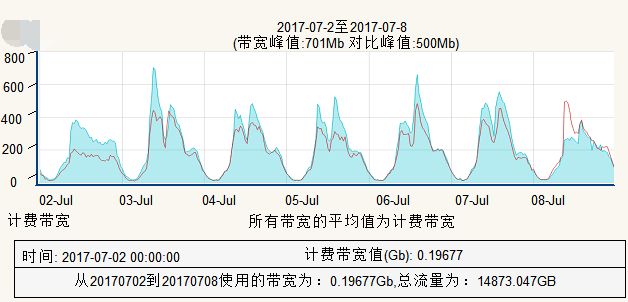 2017-07-2至2017-07-8
(带宽峰值:701Mb 对比峰值:500Mb)
800
600
400
200
0
02-Jul 03-Jul 04-Jul 05-Jul 06-Jul 07-Jul 08-Jul
计费带宽 所有带宽的平均值为计费带宽
时间: 2017-07-02 00:00:00 计费带宽值(Gb): 0.19677
从20170702到20170708使用的带宽为：0.19677Gb,总流量为：14873.047GB